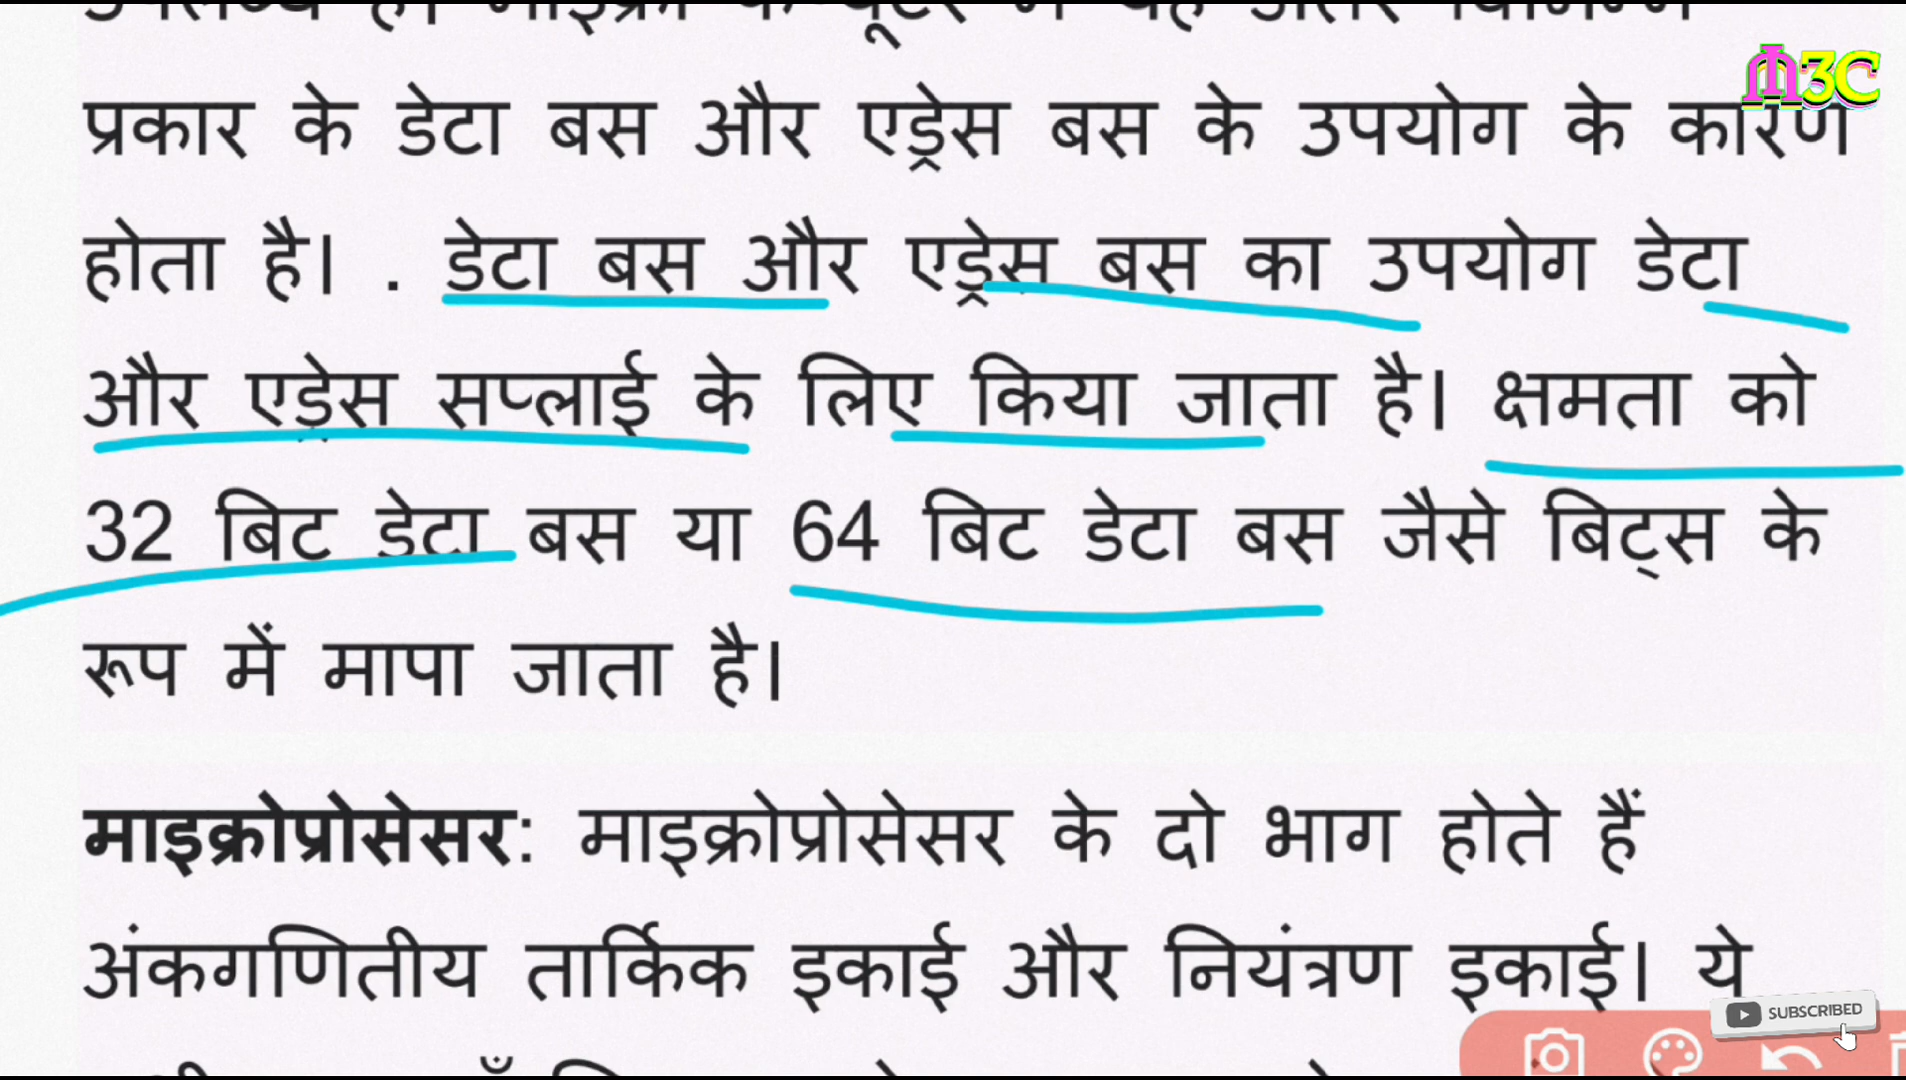 प्रकार के डेटा बस और एड्रेस बस के उपयोग के कारण
होता है। . डेटा बस और एड्रेस बस का उपयोग डेटा
और एड्रेस सप्लाई के लिए किया जाता है। क्षमता को
32 बिट डेटा बस या 64 बिट डेटा बस जैसे बिट्स के
रूप में मापा जाता है।
माइक्रोप्रोसेसर: माइक्रोप्रोसेसर के दो भाग होते हैं
अंकगणितीय तार्किक इकाई और नियंत्रण इकाई। ये
SUBSCRIBED